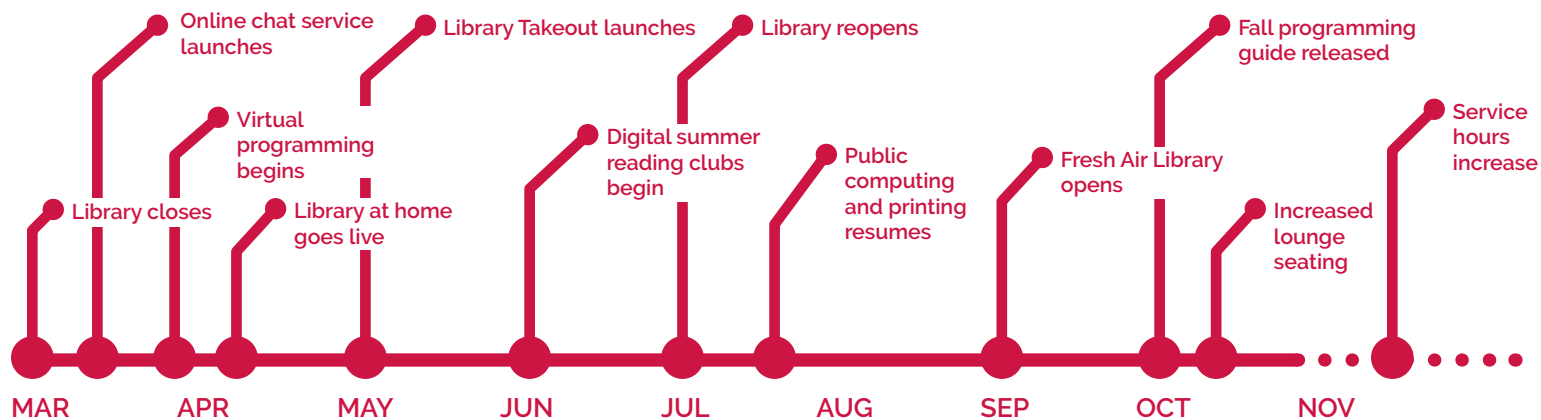 Online chat service
launches
Library Takeout launches
Library reopens
Fall programming
guide released
Virtual
programming
begins
Digital summer
reading clubs
begin
Public
computing
and printing
resumes
Fresh Air Library
opens
Service
hours
increase
Library closes
Library at home
goes live
Increased
lounge
seating
MAR
APR
MAY
JUN
JUL
AUG
SEP
OCT
NOV